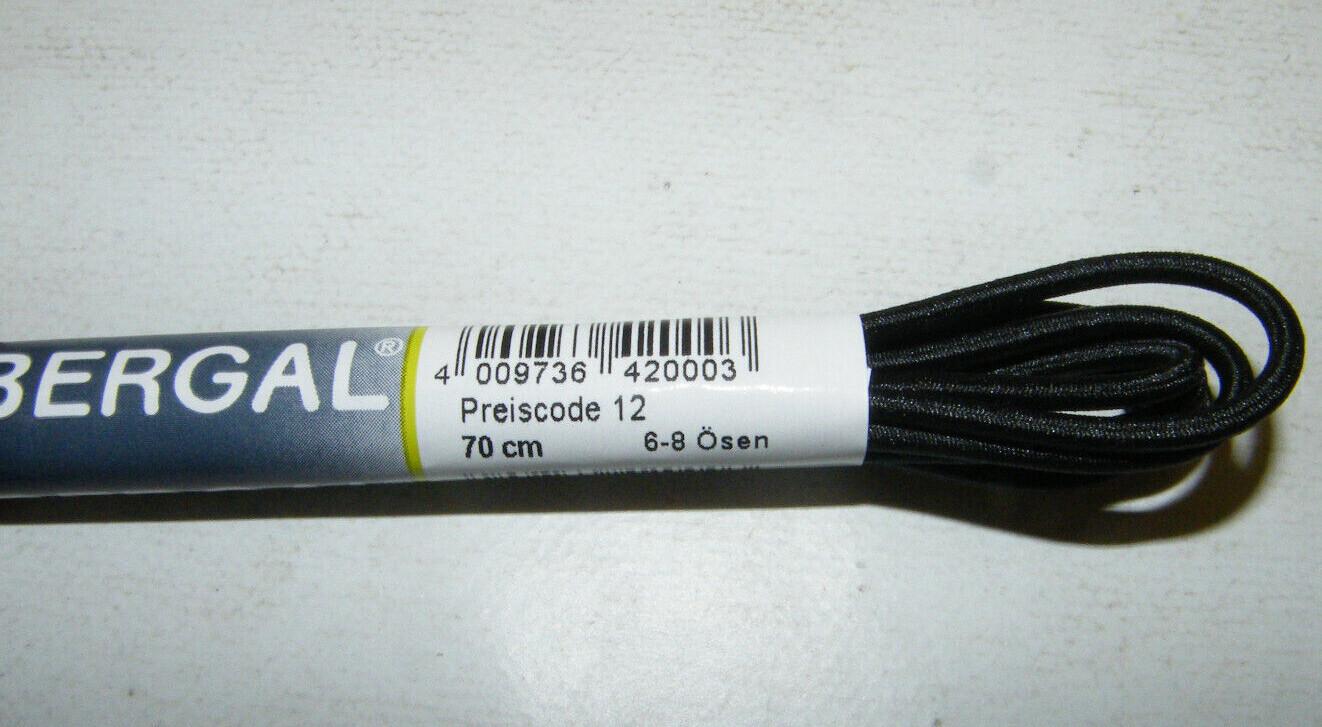 BERGAL®
4 009736 420003
Preiscode 12
70 cm 6-8 Ösen